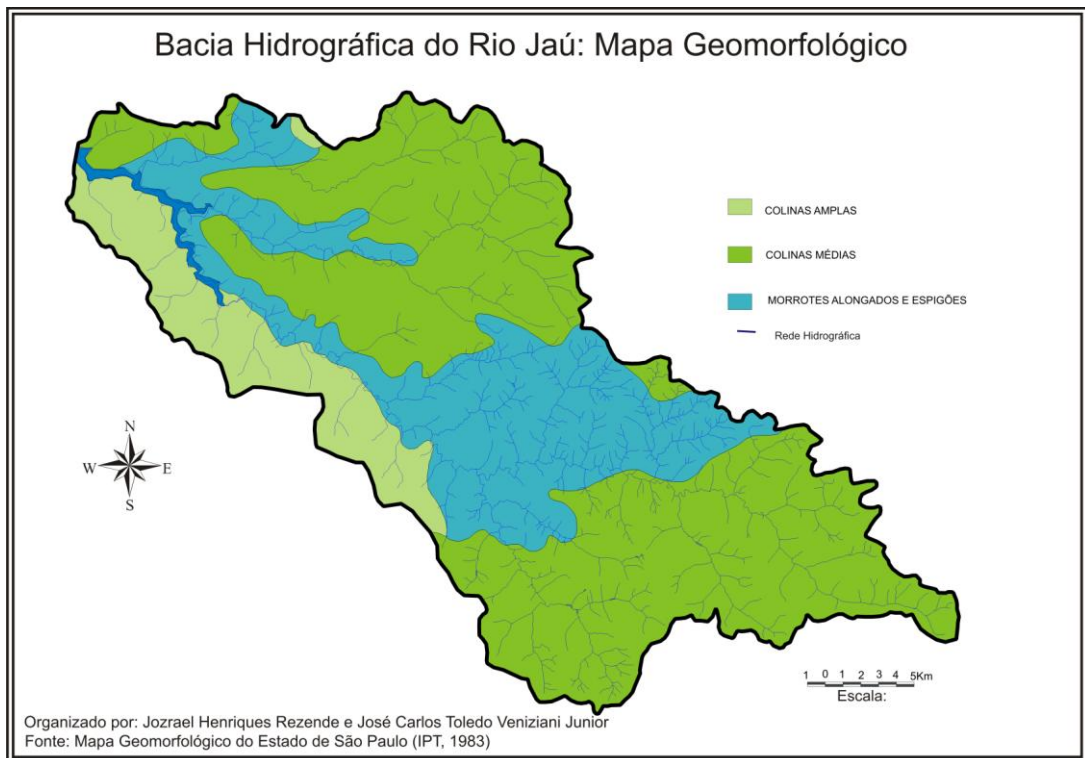 Bacia Hidrográfica do Rio Jaú: Mapa Geomorfológico
COLINAS AMPLAS
COLINAS MÉDIAS
MORROTES ALONGADOS E ESPIGÕES
Rede Hidrográfica
N
W E
S
1 0 1 2 3 4 5Km
Escala:
Organizado por: Jozrael Henriques Rezende e José Carlos Toledo Veniziani Junior
Fonte: Mapa Geomorfológico do Estado de São Paulo (IPT, 1983)